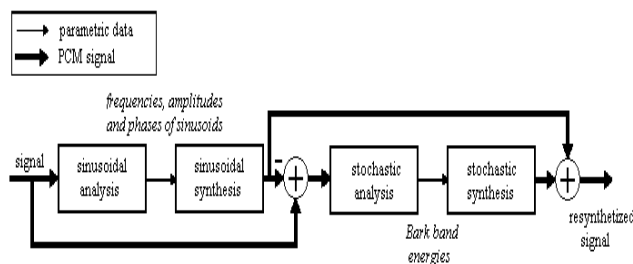 parametric data
PCM signal
frequencies, amplitudes
and phases of sinusoids
signal
sinusoidal
analysis
sinusoidal
synthesis
-
+
stochastic
analysis
stochastic
synthesis
+
Bark band
energies
resynthetized
signal